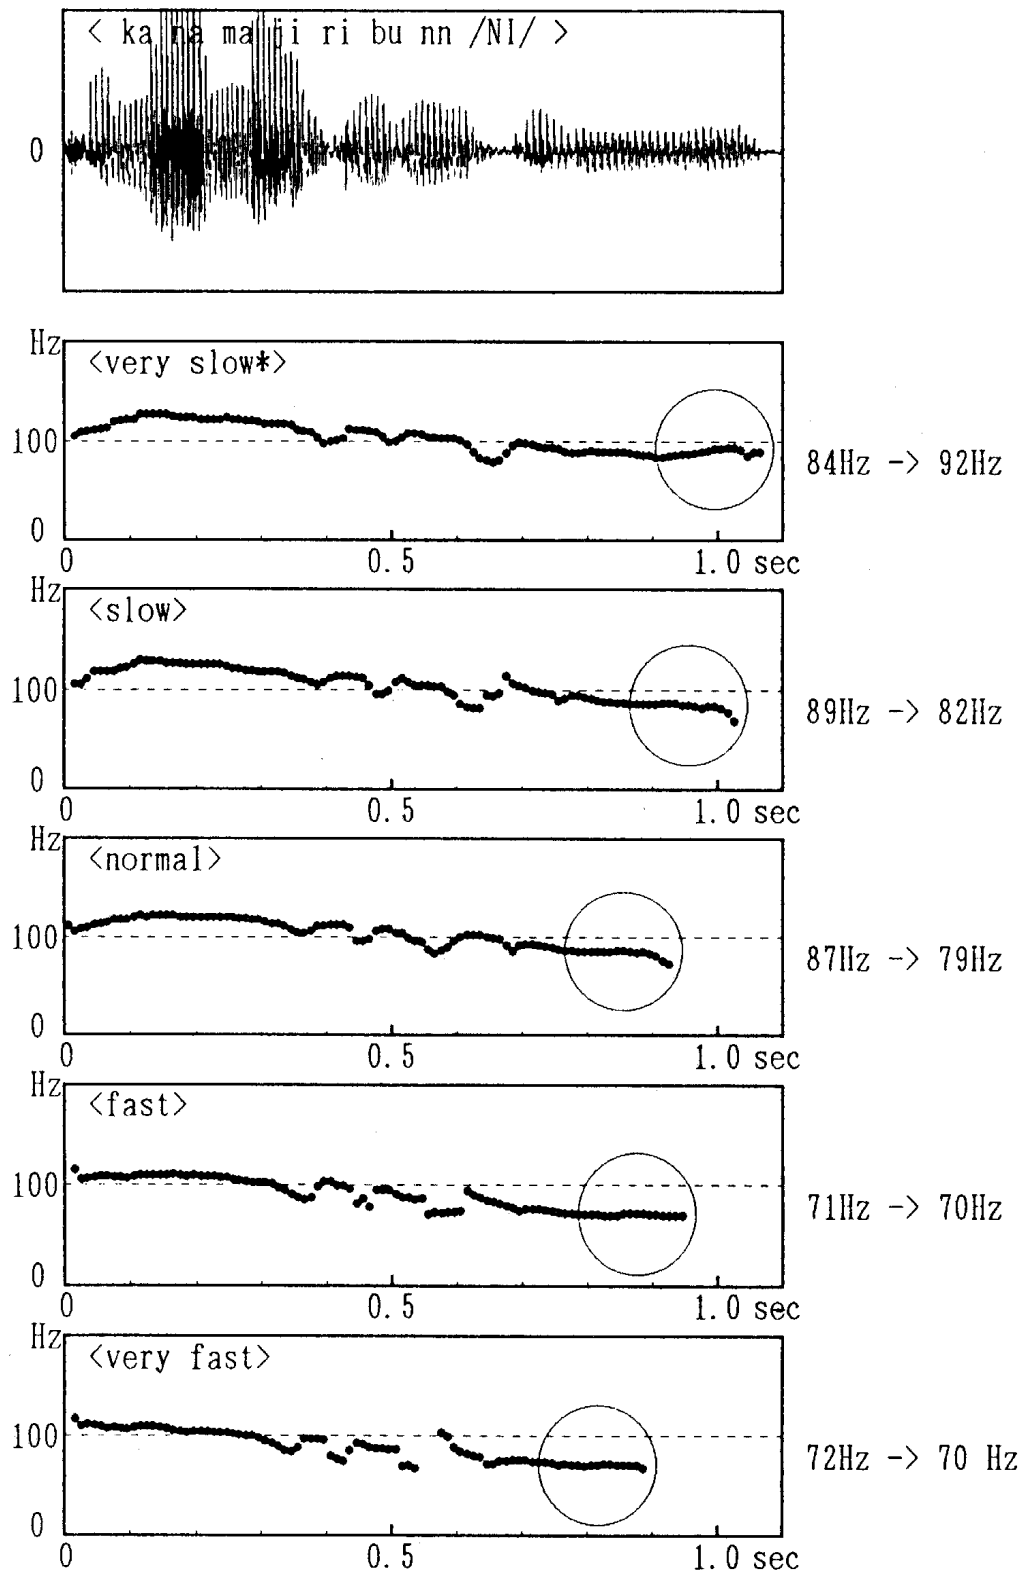 < ka na ma ji ri bu nn /NI/ >
0
Hz
<very slow*>
100
84Hz -> 92Hz
0
0 0.5 1.0 sec
Hz
<slow>
100
89Hz -> 82Hz
0
0 0.5 1.0 sec
Hz
<normal>
100
87Hz -> 79Hz
0
0 0.5 1.0 sec
Hz
<fast>
100
71Hz -> 70Hz
0
0 0.5 1.0 sec
Hz
<very fast>
100
72Hz -> 70 Hz
0
0 0.5 1.0 sec